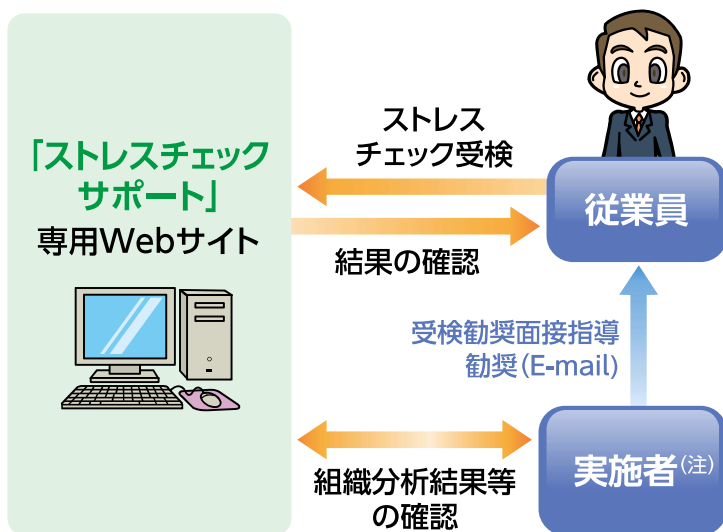 「ストレスチェック
サポート」
専用Webサイト
ストレス
チェック受検
従業員
結果の確認
受検勧奨面接指導
勧奨(E-mail)
実施者(注)
組織分析結果等
の確認